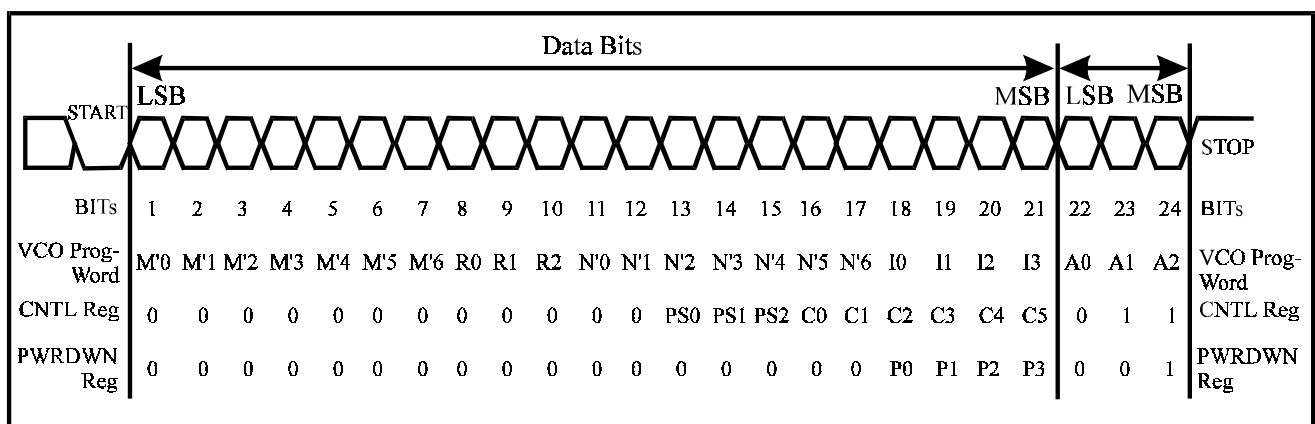 Data Bits
START LSB MSB LSB MSB
STOP
BITs 1 2 3 4 5 6 7 8 9 10 11 12 13 14 15 16 17 18 19 20 21 22 23 24 BITs
VCO Prog-
Word M'0 M'1 M'2 M'3 M'4 M'5 M'6 R0 R1 R2 N'0 N'1 N'2 N'3 N'4 N'5 N'6 I0 I1 I2 I3 A0 A1 A2 VCO Prog-
Word
CNTL Reg 0 0 0 0 0 0 0 0 0 0 0 0 PS0 PS1 PS2 C0 C1 C2 C3 C4 C5 0 1 1 CNTL Reg
PWRDWN
Reg 0 0 0 0 0 0 0 0 0 0 0 0 0 0 0 0 0 P0 P1 P2 P3 0 0 1 PWRDWN
Reg